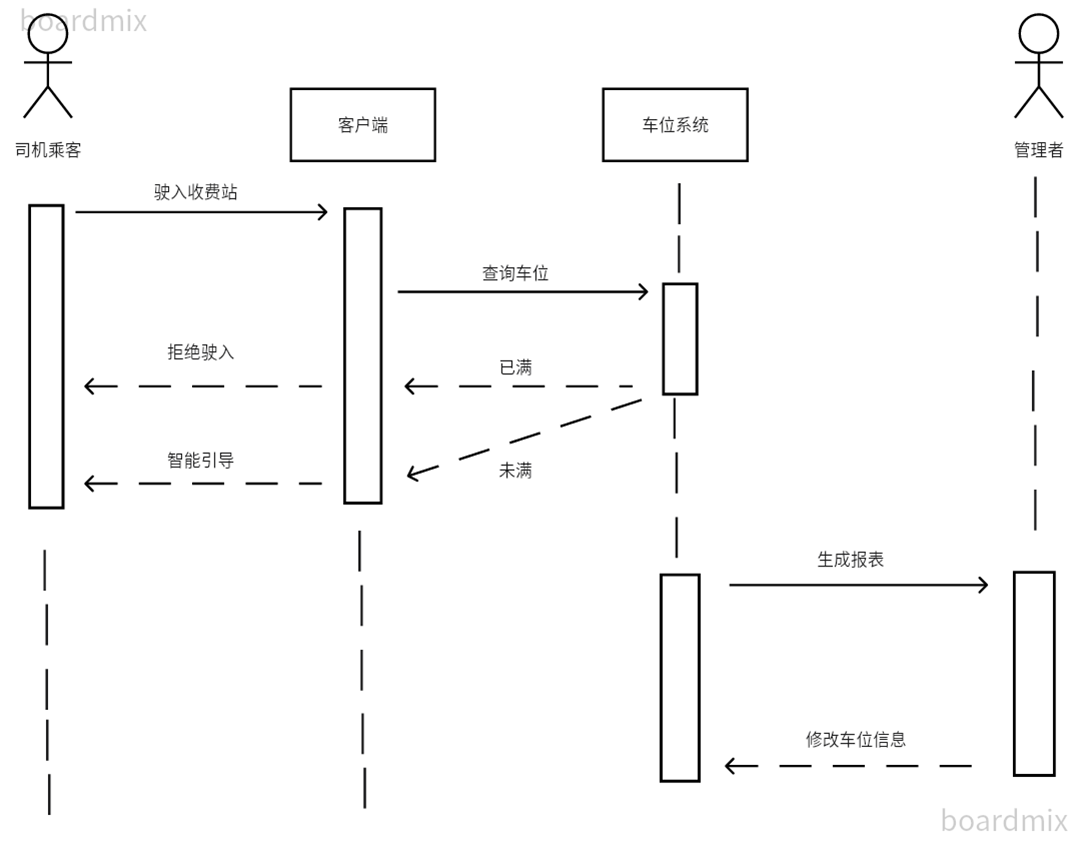 boardmix
司机乘客
客户端
车位系统
管理者
驶入收费站
查询车位
拒绝驶入
已满
智能引导
未满
生成报表
修改车位信息
boardmix